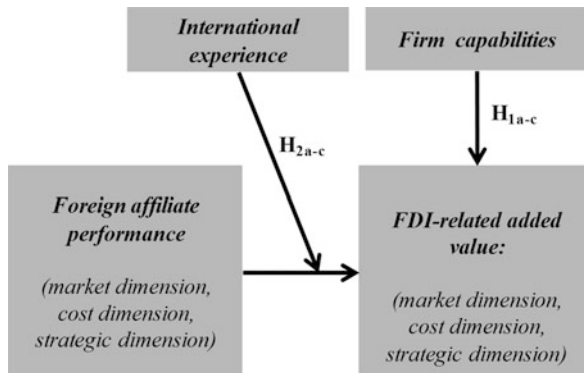 International
experience
Firm capabilities
H2a-c
H1a-c
Foreign affiliate
performance
(market dimension,
cost dimension,
strategic dimension)
FDI-related added
value:
(market dimension,
cost dimension,
strategic dimension)